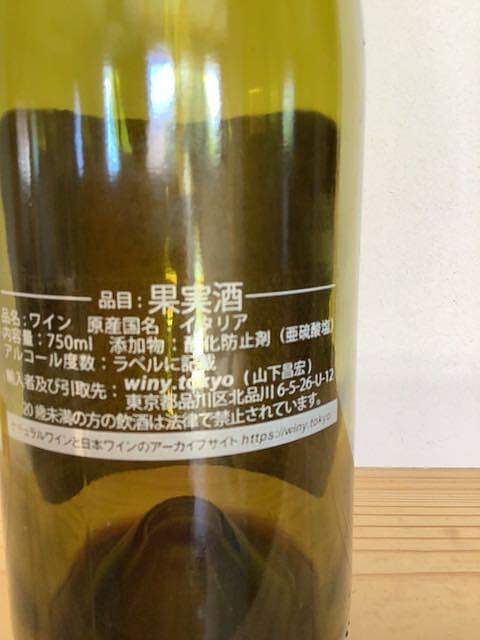 品目：果実酒
品名：ワイン 原産国名：イタリア
内容量：750ml 添加物：酸化防止剤（亜硫酸塩）
アルコール度数：ラベルに記載
輸入者及び引取先：winy.tokyo（山下昌宏）
東京都品川区北品川6-5-26-U-12
20歳未満の方の飲酒は法律で禁止されています。
ナチュラルワインと日本ワインのアーカイブサイト https://winy.tokyo